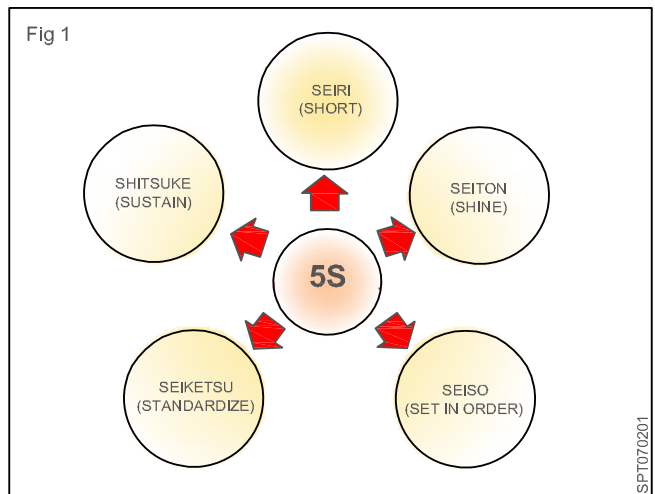 Fig 1
SEIRI
(SHORT)
SHITSUKE
(SUSTAIN)
SEITON
(SHINE)
5S
SEIKETSU
(STANDARDIZE)
SEISO
(SET IN ORDER)
SPT070201